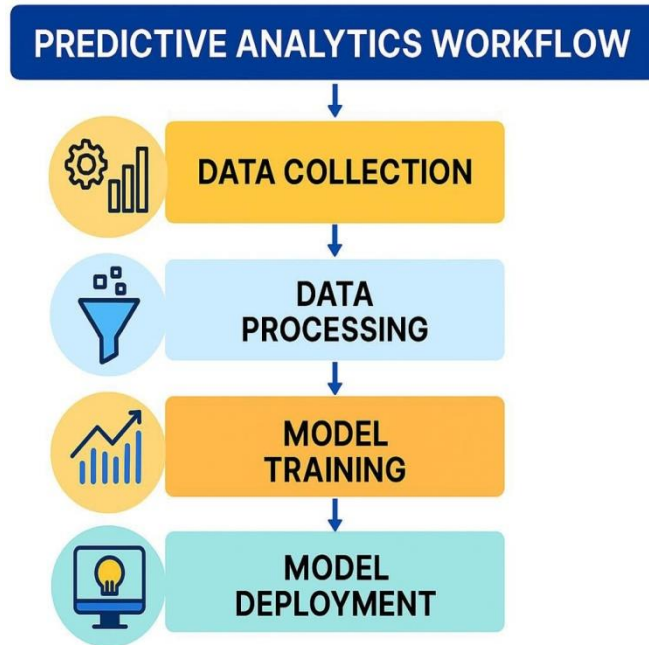 PREDICTIVE ANALYTICS WORKFLOW
DATA COLLECTION
DATA
PROCESSING
MODEL
TRAINING
MODEL
DEPLOYMENT